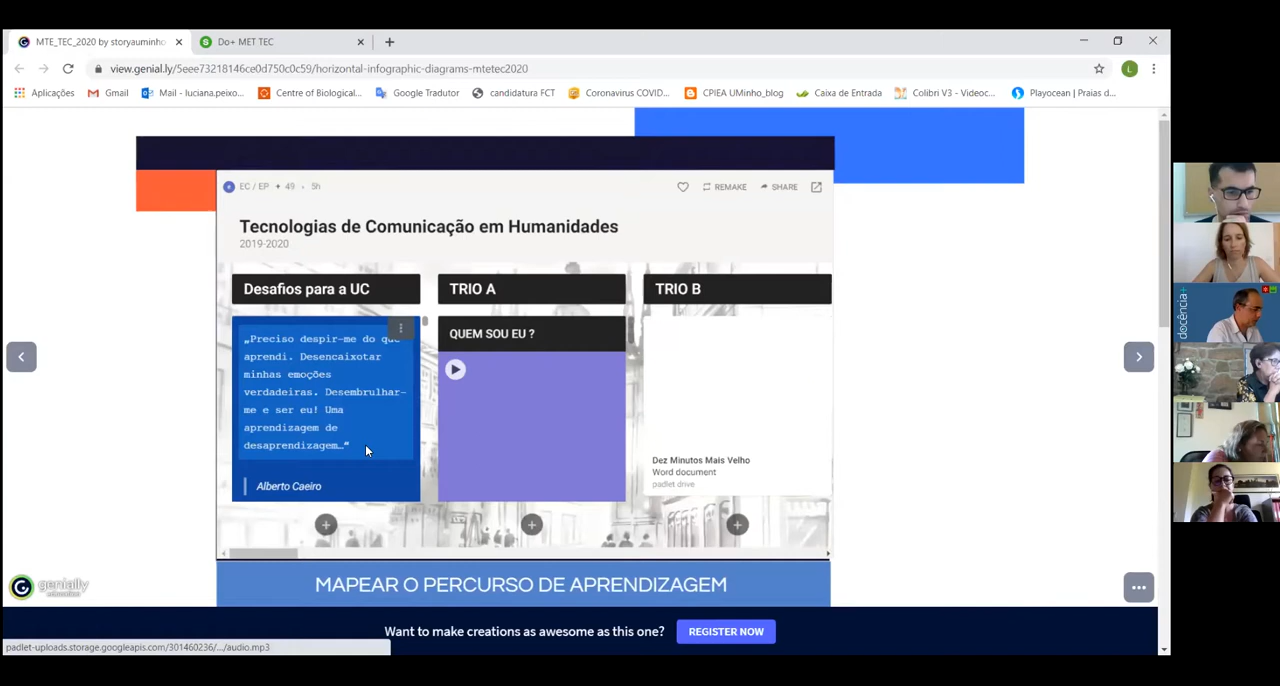 MTE_TEC_2020 by storyauminho
Do+ MET TEC
view.genial.ly/5eee73218146ce0d750c0c59/horizontal-infographic-diagrams-mtetec2020
Aplicações
Gmail
Mail - luciana.peixo...
Centre of Biological...
Google Tradutor
candidatura FCT
Coronavirus COVID...
CPIEA UMinho_blog
Caixa de Entrada
Colibri V3 - Videoc...
Playocean | Praias d...
EC / EP + 49 • 5h
REMAKE
SHARE
Tecnologias de Comunicação em Humanidades
2019-2020
Desafios para a UC
TRIO A
TRIO B
„Preciso despir-me do que
aprendi. Desencaixotar
minhas emoções
verdadeiras. Desembrulhar-
me e ser eu! Uma
aprendizagem de
desaprendizagem…"
Alberto Caeiro
QUEM SOU EU ?
Dez Minutos Mais Velho
Word document
padlet drive
MAPEAR O PERCURSO DE APRENDIZAGEM
genially
Want to make creations as awesome as this one?
REGISTER NOW
padlet-uploads.storage.googleapis.com/301460236/.../audio.mp3
docência+
L